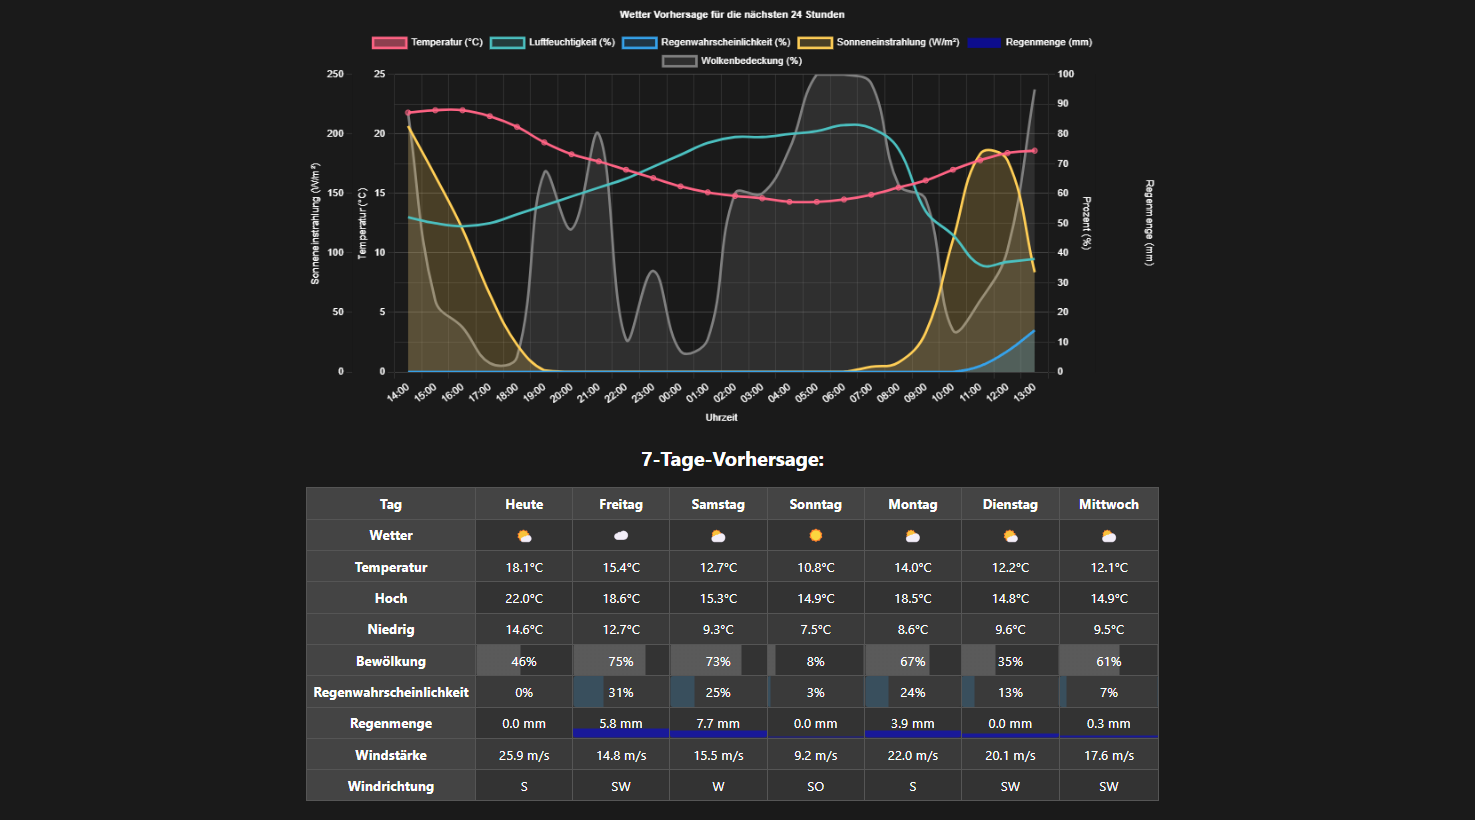 Wetter Vorhersage für die nächsten 24 Stunden
Temperatur (°C) Luftfeuchtigkeit (%) Regenwahrscheinlichkeit (%) Sonneneinstrahlung (W/m²) Regenmenge (mm)
Wolkenbedeckung (%)
Sonneneinstrahlung (W/m²)
250
200
150
100
50
0
Temperatur (°C)
25
20
15
10
5
0
100
90
80
70
60
50
40
30
20
10
0
Prozent (%)
Regenmenge (mm)
14:00 15:00 16:00 17:00 18:00 19:00 20:00 21:00 22:00 23:00 00:00 01:00 02:00 03:00 04:00 05:00 06:00 07:00 08:00 09:00 10:00 11:00 12:00 13:00
Uhrzeit
7-Tage-Vorhersage:
Tag Heute Freitag Samstag Sonntag Montag Dienstag Mittwoch
Wetter
Temperatur 18.1°C 15.4°C 12.7°C 10.8°C 14.0°C 12.2°C 12.1°C
Hoch 22.0°C 18.6°C 15.3°C 14.9°C 18.5°C 14.8°C 14.9°C
Niedrig 14.6°C 12.7°C 9.3°C 7.5°C 8.6°C 9.6°C 9.5°C
Bewölkung 46% 75% 73% 8% 67% 35% 61%
Regenwahrscheinlichkeit 0% 31% 25% 3% 24% 13% 7%
Regenmenge 0.0 mm 5.8 mm 7.7 mm 0.0 mm 3.9 mm 0.0 mm 0.3 mm
Windstärke 25.9 m/s 14.8 m/s 15.5 m/s 9.2 m/s 22.0 m/s 20.1 m/s 17.6 m/s
Windrichtung S SW W SO S SW SW